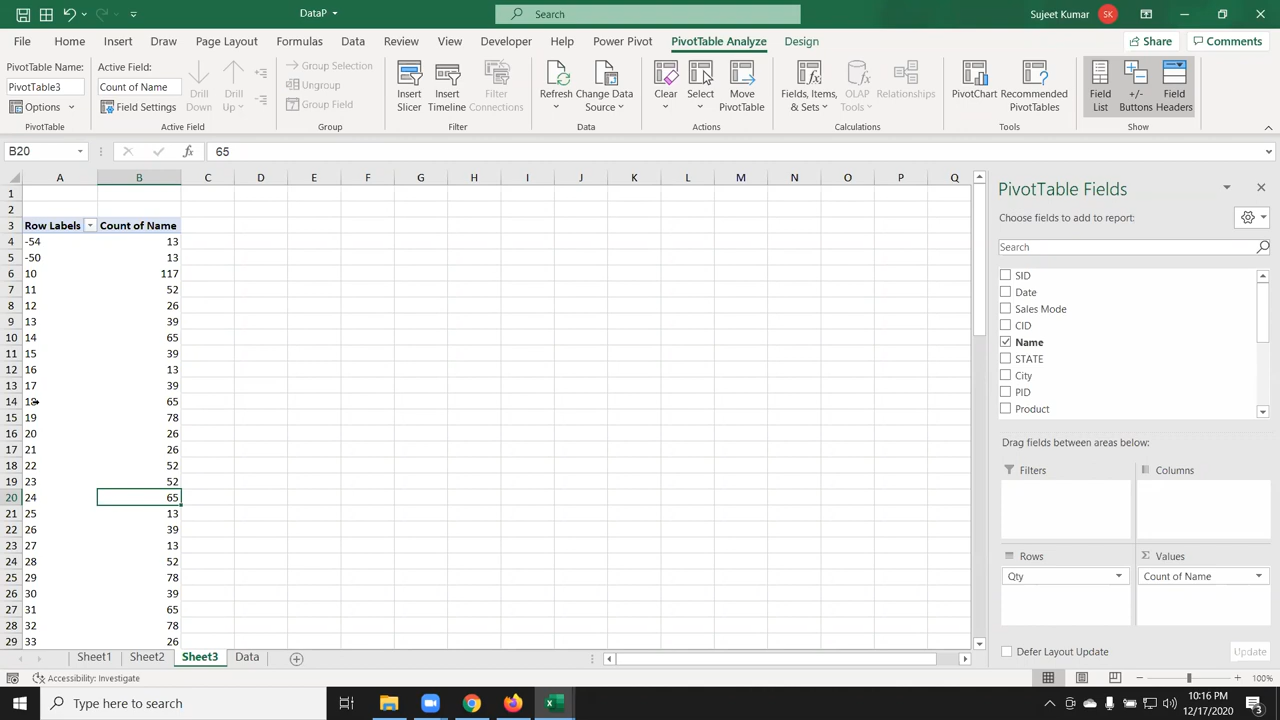 DataP
Search
Sujeet Kumar
SK
File
Home
Insert
Draw
Page Layout
Formulas
Data
Review
View
Developer
Help
Power Pivot
PivotTable Analyze
Design
Share
Comments
PivotTable Name:
PivotTable3
Options
PivotTable
Active Field:
Count of Name
Field Settings
Drill Down
Drill Up
Active Field
Group Selection
Ungroup
Group Field
Group
Insert Slicer
Insert Timeline
Filter Connections
Filter
Refresh
Change Data Source
Data
Clear
Select
Move PivotTable
Actions
Fields, Items, & Sets
OLAP Tools
Relationships
Calculations
PivotChart
Recommended PivotTables
Tools
Field List
+/- Buttons
Field Headers
Show
B20
fx
65
A B C D E F G H I J K L M N O P Q
1
2
3 Row Labels Count of Name
4 -54 13
5 -50 13
6 10 117
7 11 52
8 12 26
9 13 39
10 14 65
11 15 39
12 16 13
13 17 39
14 18 65
15 19 78
16 20 26
17 21 26
18 22 52
19 23 52
20 24 65
21 25 13
22 26 39
23 27 13
24 28 52
25 29 78
26 30 39
27 31 65
28 32 78
29 33 26
PivotTable Fields
Choose fields to add to report:
Search
SID
Date
Sales Mode
CID
Name
STATE
City
PID
Product
Drag fields between areas below:
Filters
Columns
Rows
Qty
Σ Values
Count of Name
Defer Layout Update
Update
Sheet1
Sheet2
Sheet3
Data
Accessibility: Investigate
100%
Type here to search
10:16 PM
12/17/2020